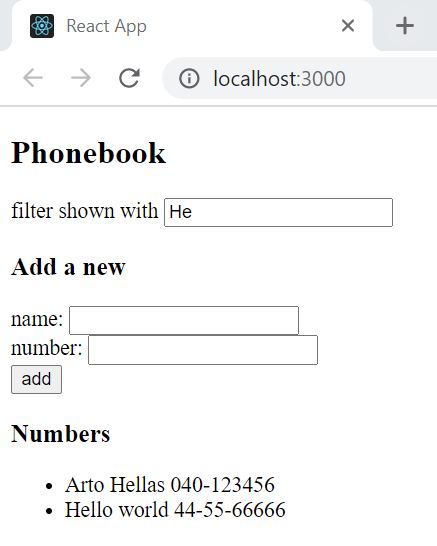 React App
localhost:3000
Phonebook
filter shown with He
Add a new
name:
number:
add
Numbers
Arto Hellas 040-123456
Hello world 44-55-66666